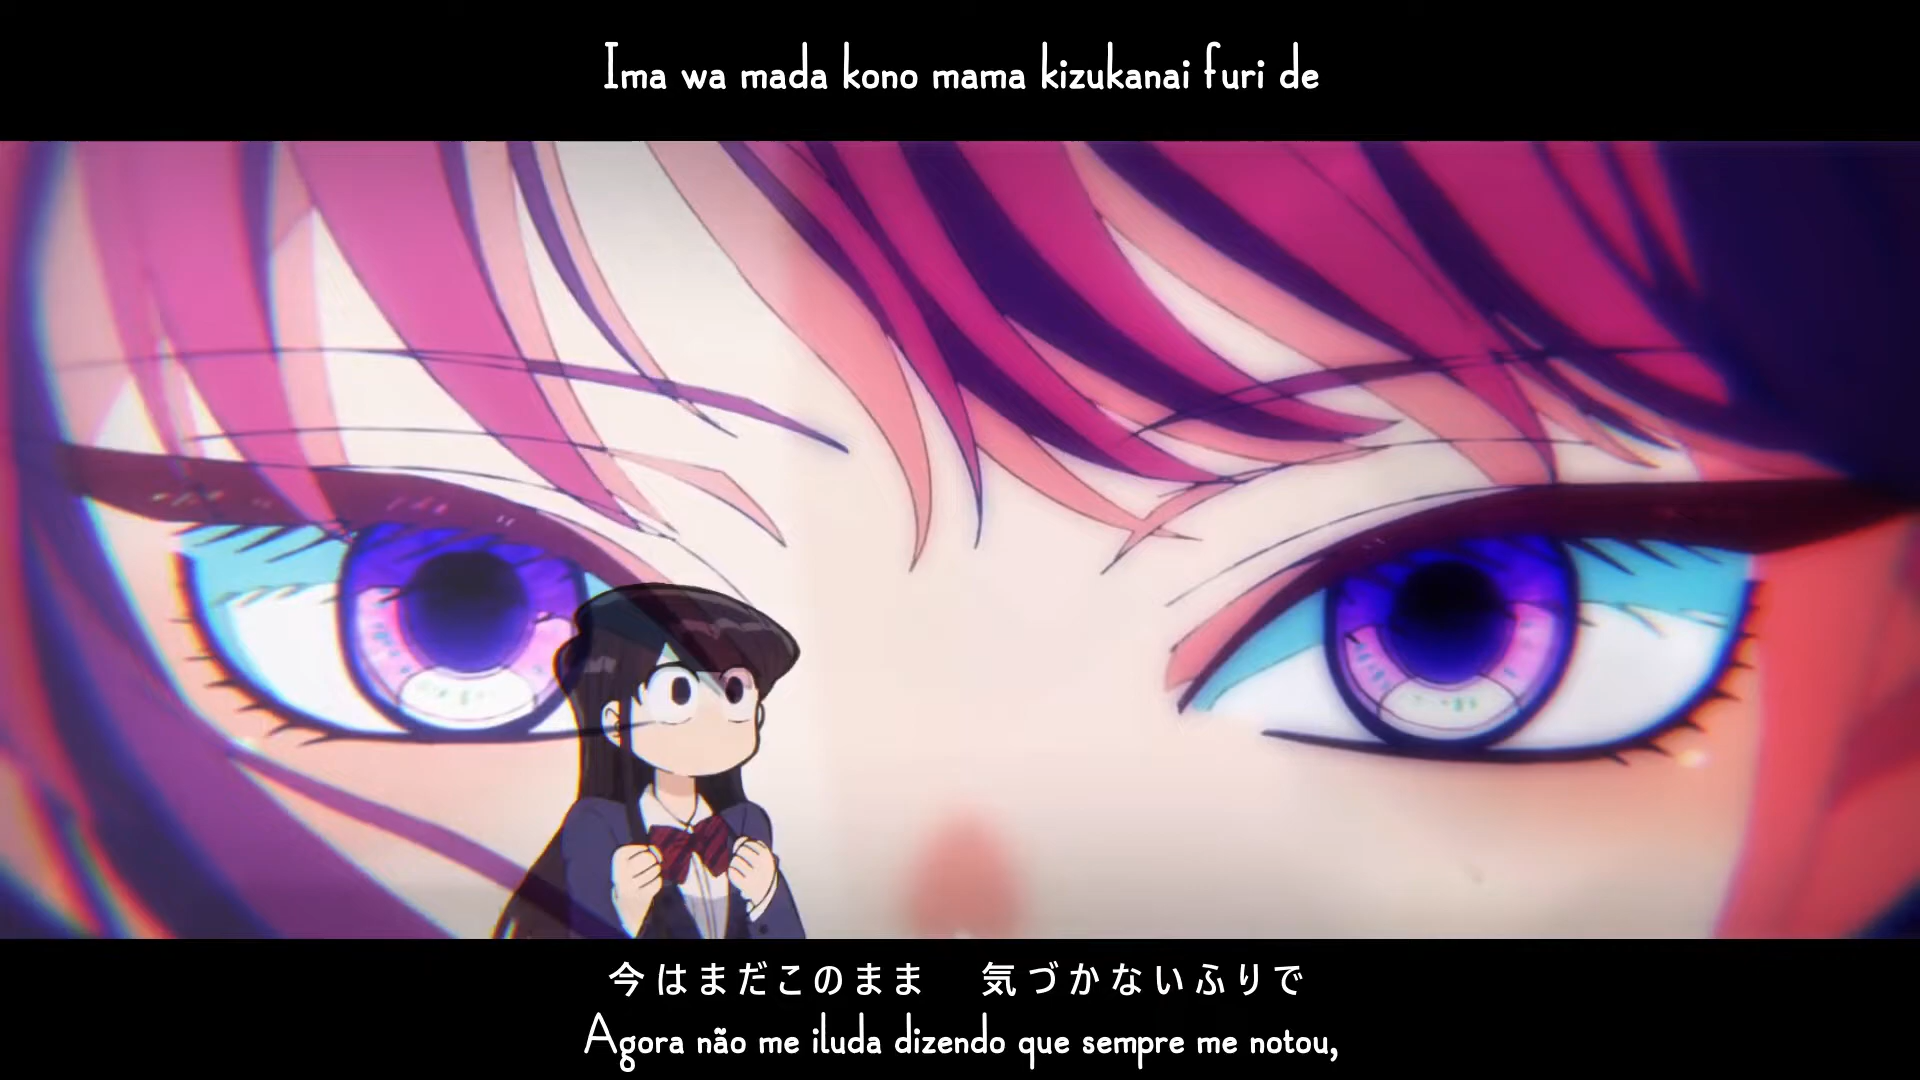 Ima wa mada kono mama kizukanai furi de
今はまだこのまま　気づかないふりで
Agora não me iluda dizendo que sempre me notou,